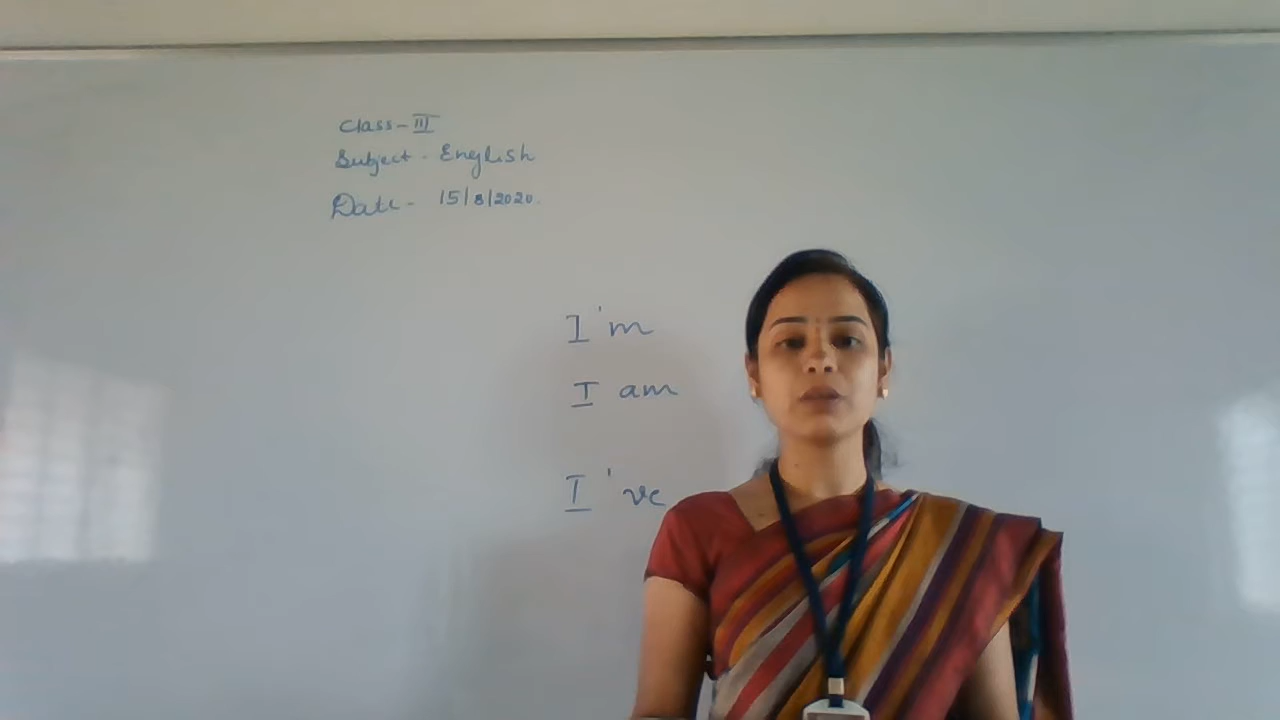 Class - III
Subject - English
Date - 15/8/2020.
I'm
I am
I've